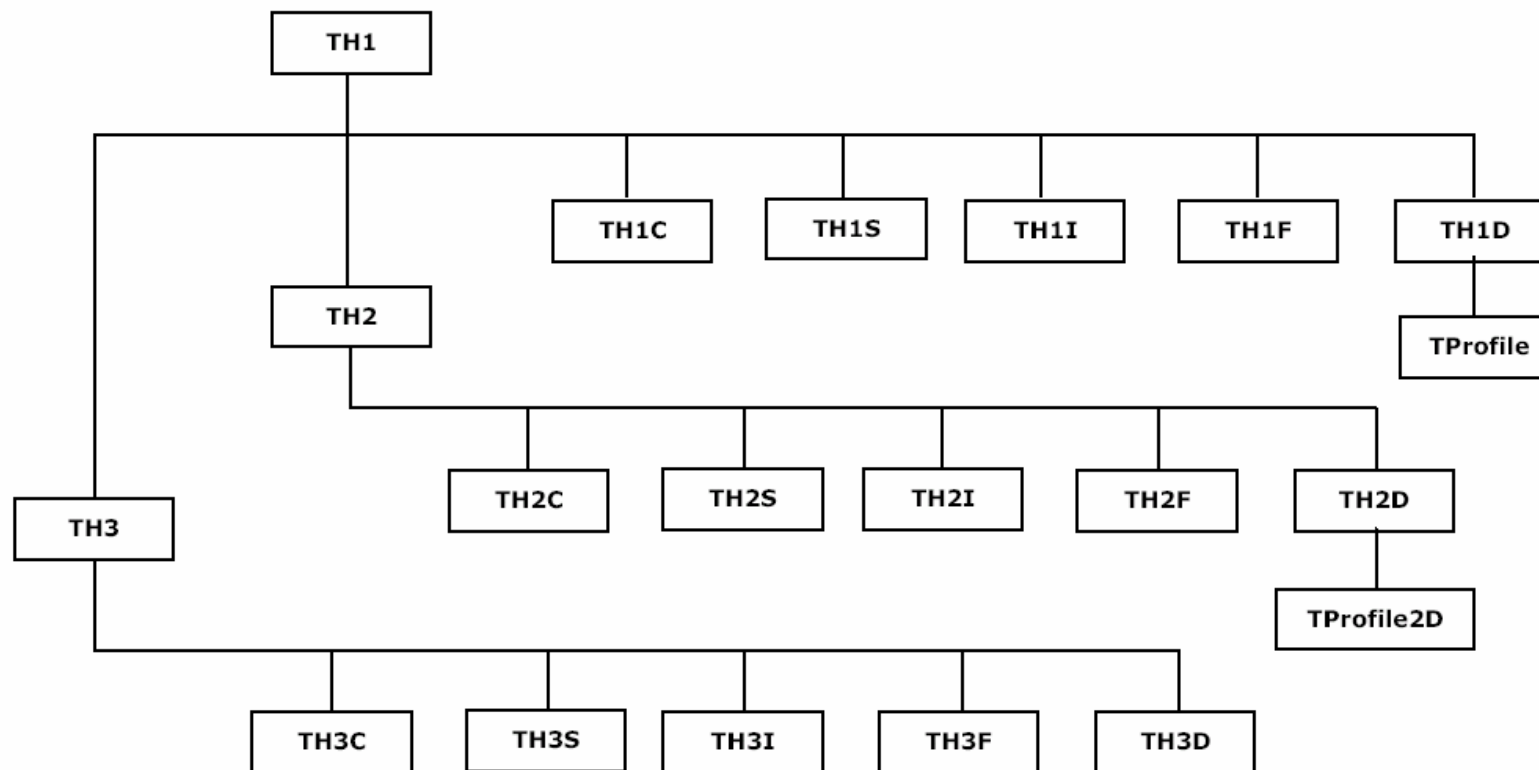 TH1
TH1C
TH1S
TH1I
TH1F
TH1D
TH2
TProfile
TH2C
TH2S
TH2I
TH2F
TH2D
TH3
TProfile2D
TH3C
TH3S
TH3I
TH3F
TH3D